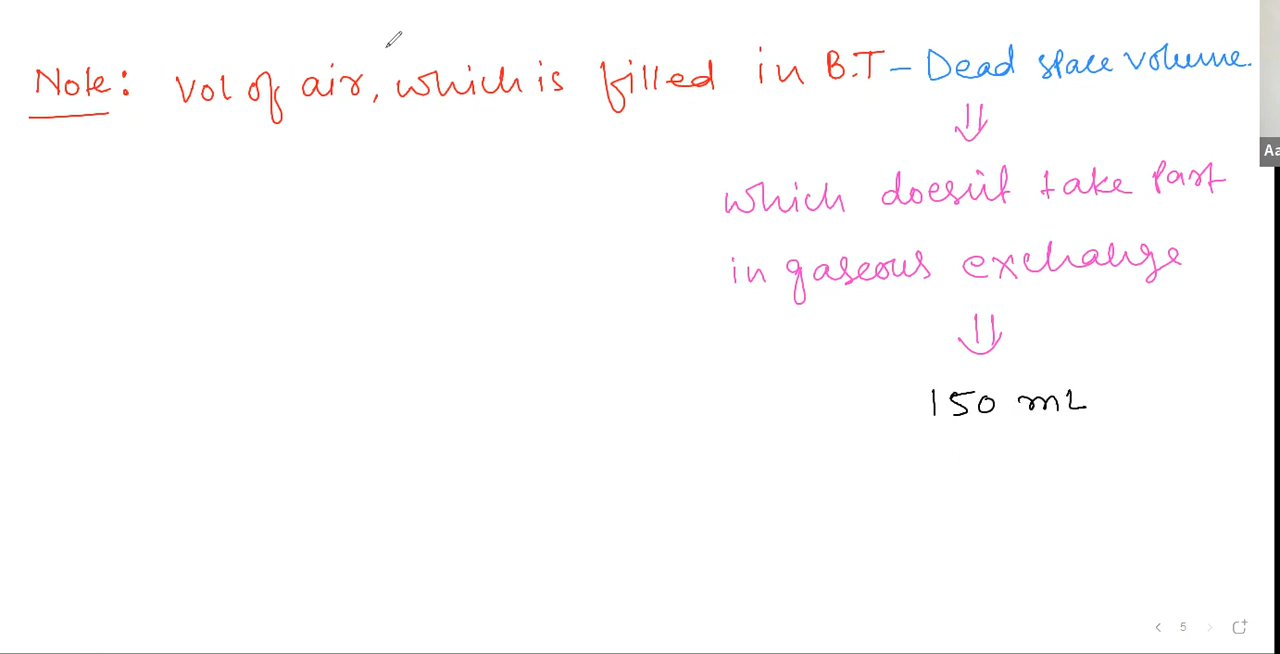 Note: Vol of air, which is filled in B.T - Dead space volume.
which doesn't take part
in gaseous exchange
150 mL
Aa
5